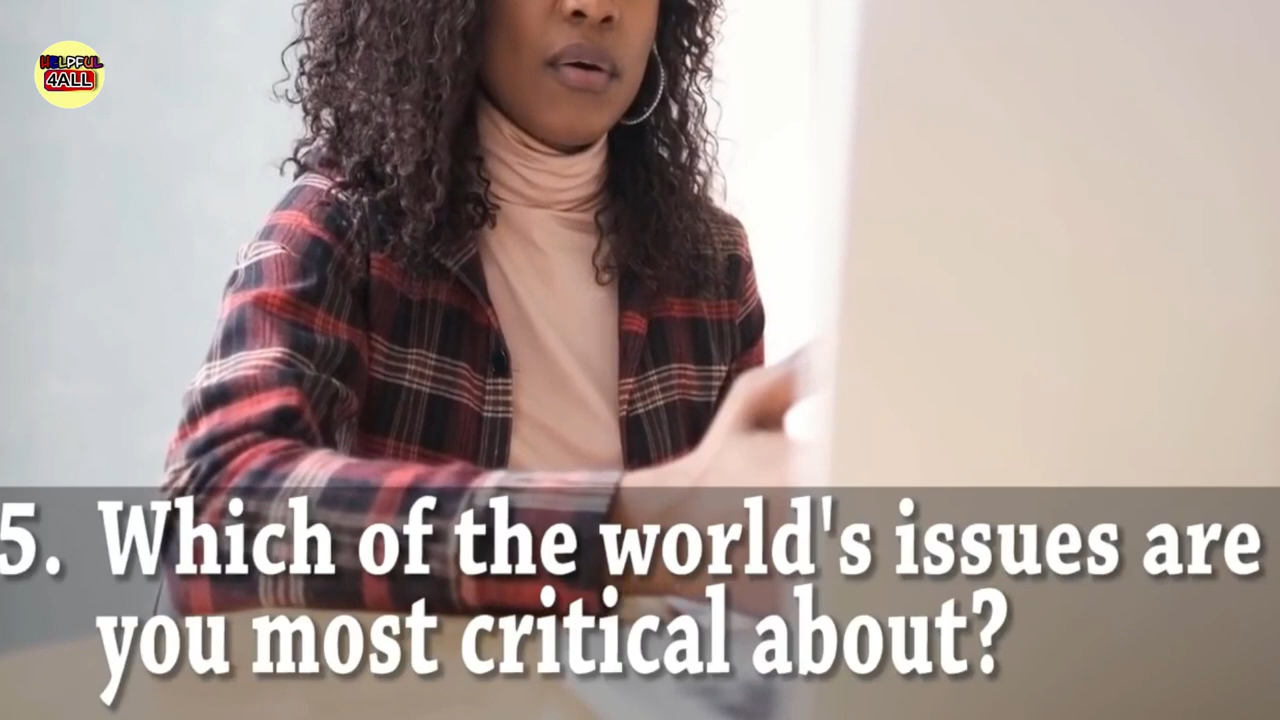 HELPFUL
4ALL
5. Which of the world's issues are
you most critical about?